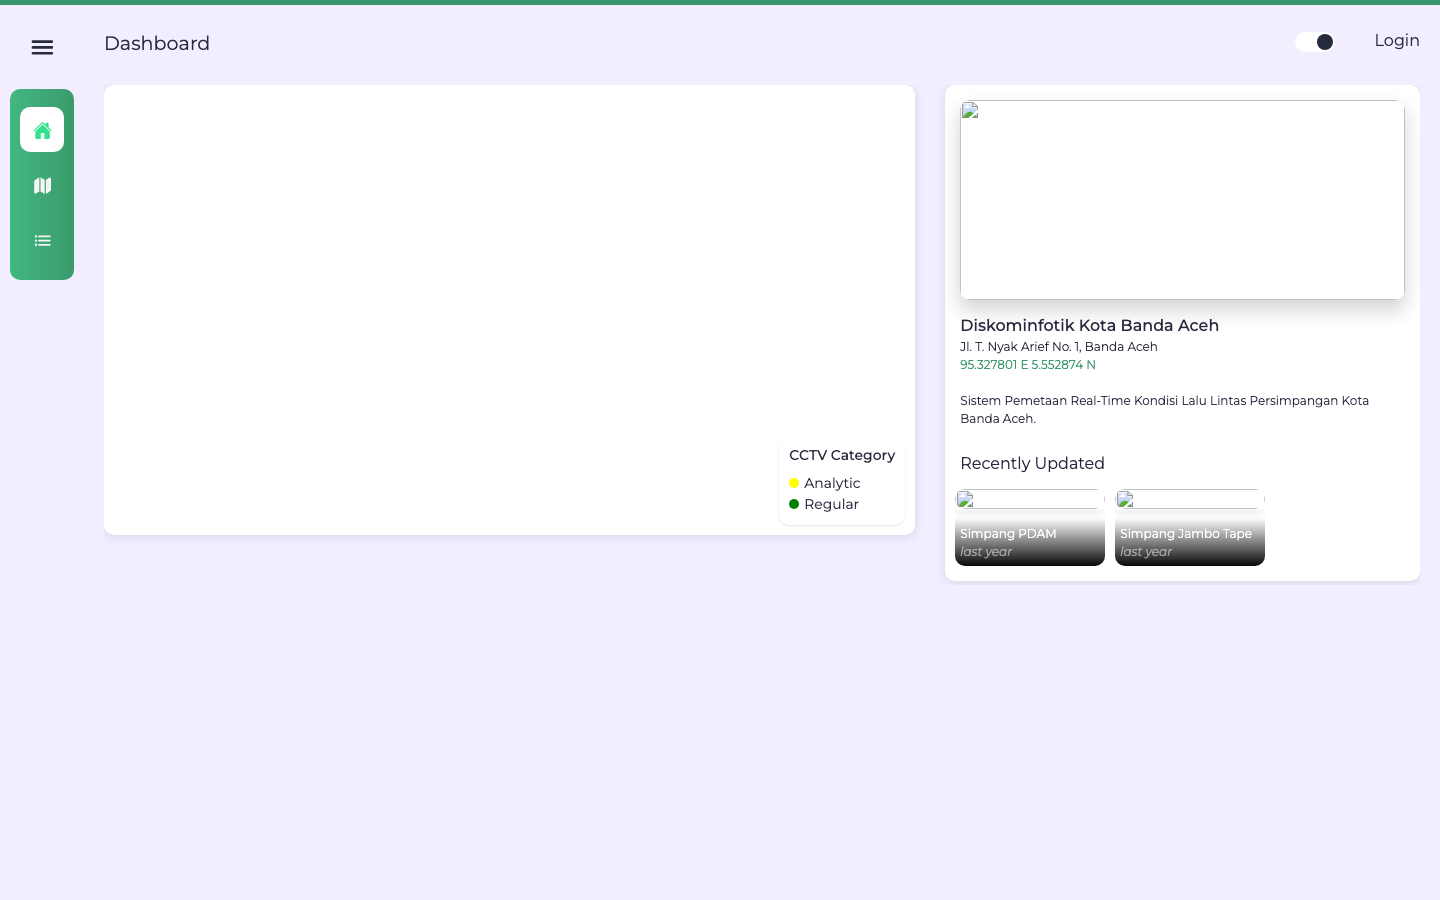 Dashboard
Login
CCTV Category
Analytic
Regular
Diskominfotik Kota Banda Aceh
Jl. T. Nyak Arief No. 1, Banda Aceh
95.327801 E 5.552874 N
Sistem Pemetaan Real-Time Kondisi Lalu Lintas Persimpangan Kota
Banda Aceh.
Recently Updated
Simpang PDAM
last year
Simpang Jambo Tape
last year